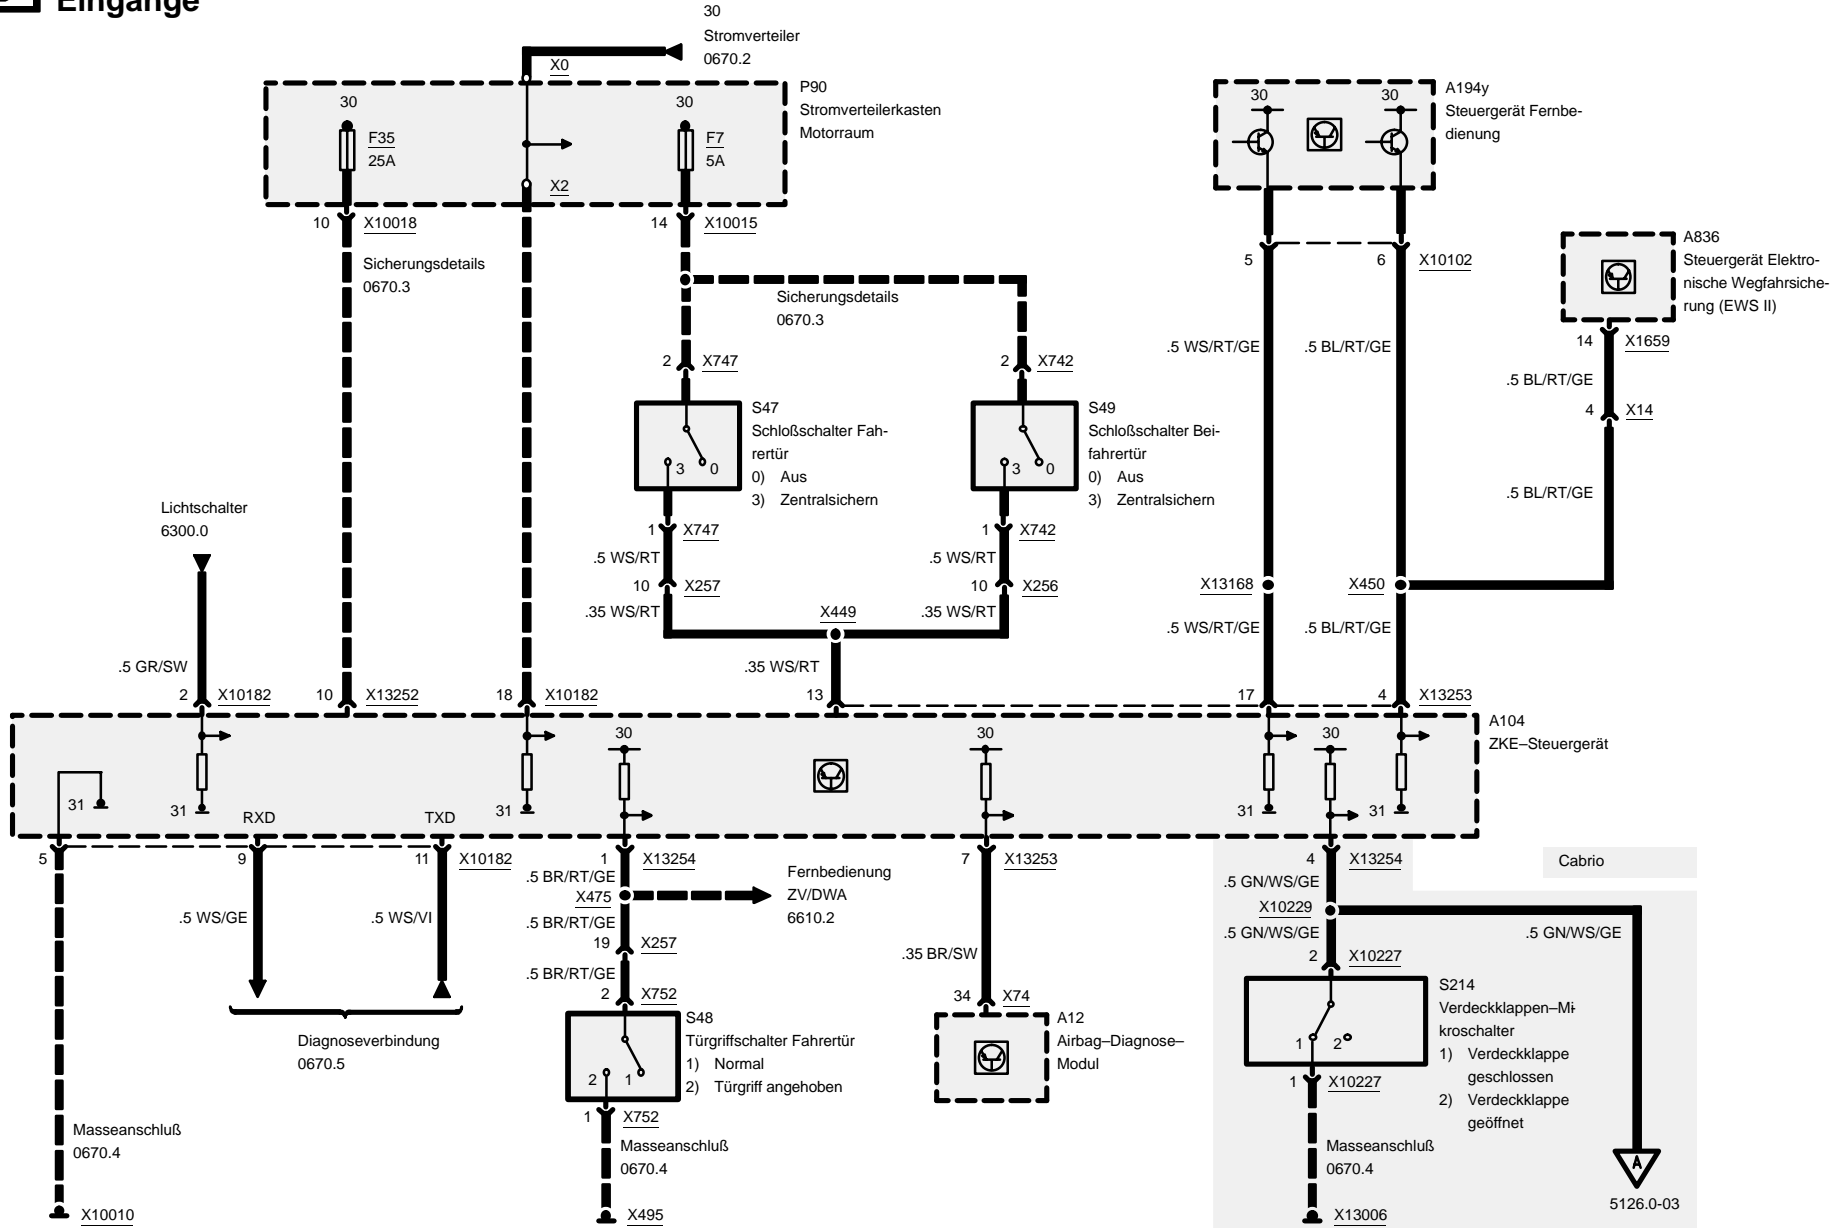 Eingänge
30
Stromverteiler
0670.2
X0
P90
Stromverteilerkasten
Motorraum
30
F35
25A
30
F7
5A
X2
A194y
Steuergerät Fernbe-
dienung
30
30
10
X10018
14
X10015
Sicherungsdetails
0670.3
Sicherungsdetails
0670.3
5
6
X10102
A836
Steuergerät Elektro-
nische Wegfahrsiche-
rung (EWS II)
14
X1659
.5 WS/RT/GE
.5 BL/RT/GE
.5 BL/RT/GE
4
X14
.5 BL/RT/GE
2
X747
2
X742
S47
Schloßschalter Fah-
rertür
0) Aus
3) Zentralsichern
3
0
S49
Schloßschalter Bei-
fahrertür
0) Aus
3) Zentralsichern
3
0
Lichtschalter
6300.0
1
X747
1
X742
.5 WS/RT
.5 WS/RT
10
X257
10
X256
.35 WS/RT
.35 WS/RT
X449
X13168
X450
.5 WS/RT/GE
.5 BL/RT/GE
.5 GR/SW
.35 WS/RT
2
X10182
10
X13252
18
X10182
13
17
4
X13253
A104
ZKE–Steuergerät
30
30
30
31
31
31
31
31
RXD
TXD
5
9
11
X10182
1
X13254
7
X13253
4
X13254
Cabrio
.5 BR/RT/GE
X475
Fernbedienung
ZV/DWA
6610.2
.5 GN/WS/GE
X10229
.5 WS/GE
.5 WS/VI
.5 BR/RT/GE
.5 GN/WS/GE
.5 GN/WS/GE
19
X257
.35 BR/SW
2
X10227
.5 BR/RT/GE
2
X752
34
X74
S48
Türgriffschalter Fahrertür
1) Normal
2) Türgriff angehoben
2
1
A12
Airbag–Diagnose–
Modul
S214
Verdeckklappen–Mi-
kroschalter
1) Verdeckklappe
geschlossen
2) Verdeckklappe
geöffnet
1
2
Diagnoseverbindung
0670.5
1
X752
1
X10227
Masseanschluß
0670.4
Masseanschluß
0670.4
Masseanschluß
0670.4
A
5126.0-03
X10010
X495
X13006